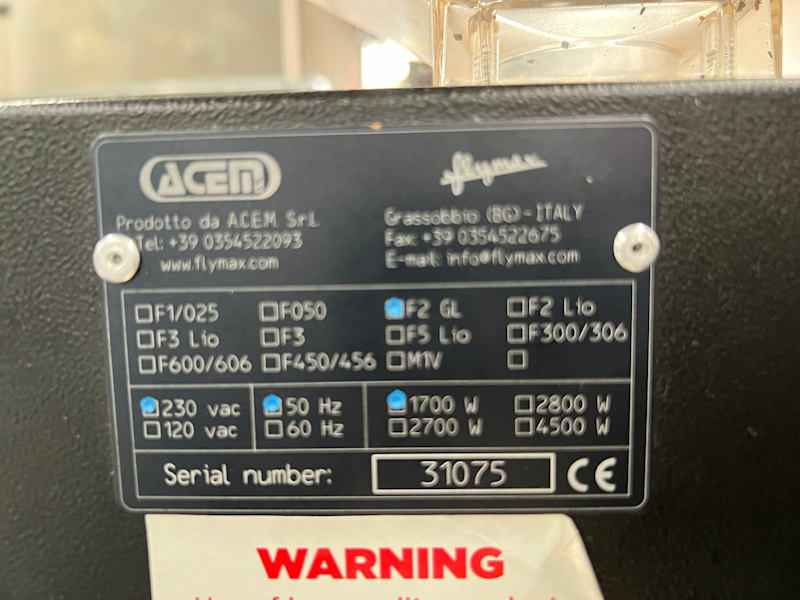 ACEM
flymax
Prodotto da A.C.E.M. S.r.l.
Grassobbio (BG) - ITALY
Tel: +39 0354522093
Fax: +39 0354522675
www.flymax.com
E-mail: info@flymax.com
F1/025 F050 F2 GL F2 Lio
F3 Lio F3 F5 Lio F300/306
F600/606 F450/456 M1V
230 vac 50 Hz 1700 W 2800 W
120 vac 60 Hz 2700 W 4500 W
Serial number: 31075 CE
WARNING